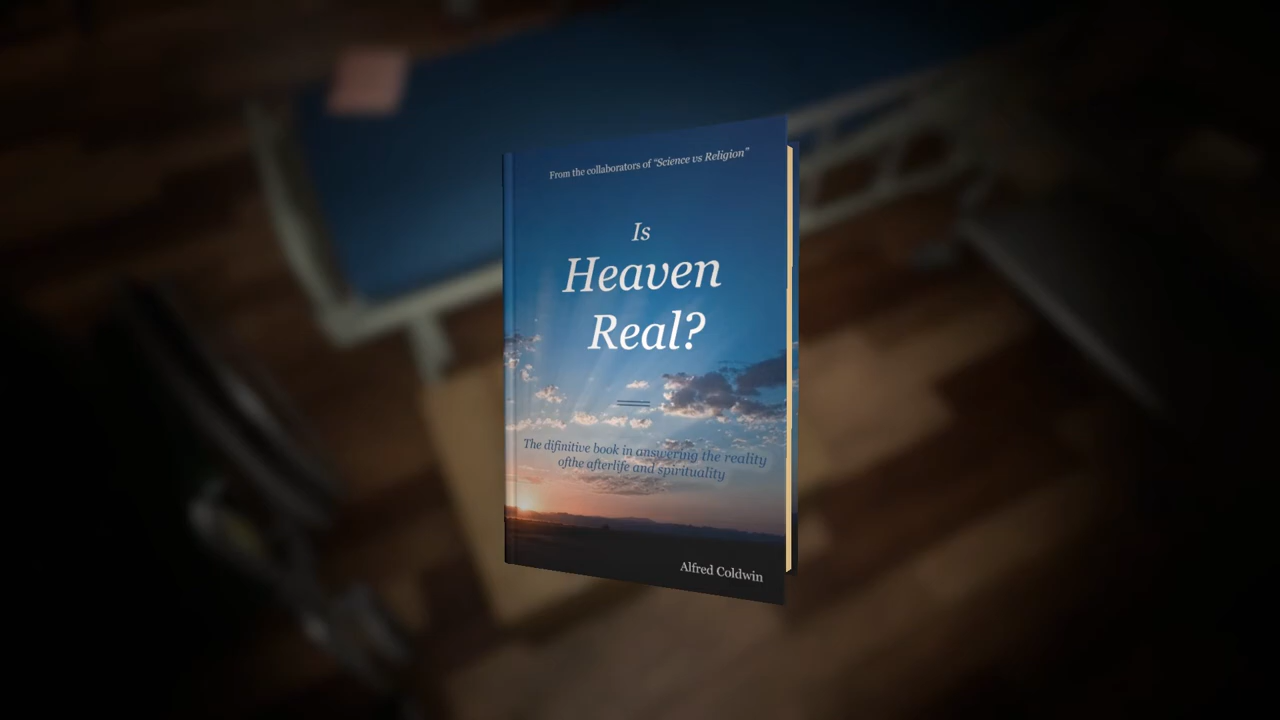 From the collaborators of "Science vs Religion"
Is
Heaven
Real?
The difinitive book in answering the reality
ofthe afterlife and spirituality
Alfred Coldwin